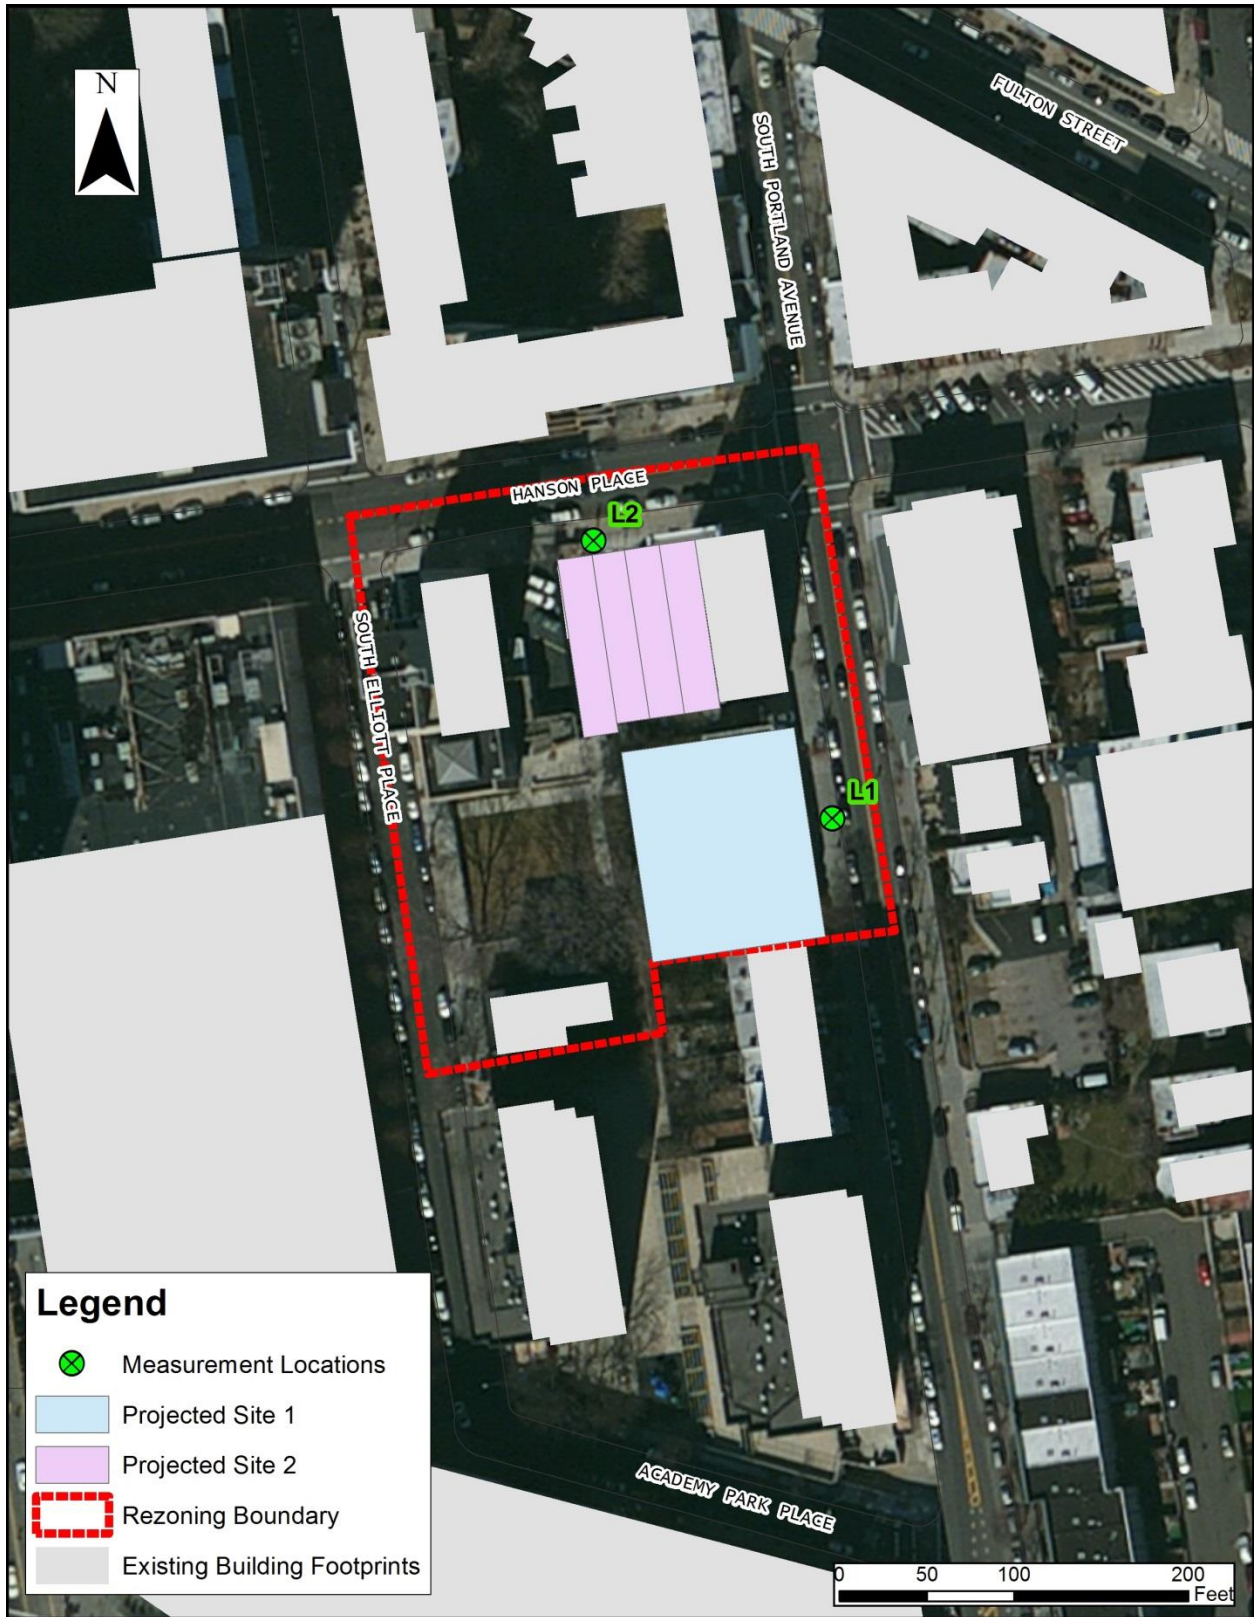 N
FULTON STREET
SOUTH PORTLAND AVENUE
HANSON PLACE
L2
SOUTH ELLIOTT PLACE
L1
ACADEMY PARK PLACE
Legend
Measurement Locations
Projected Site 1
Projected Site 2
Rezoning Boundary
Existing Building Footprints
0 50 100 200
Feet